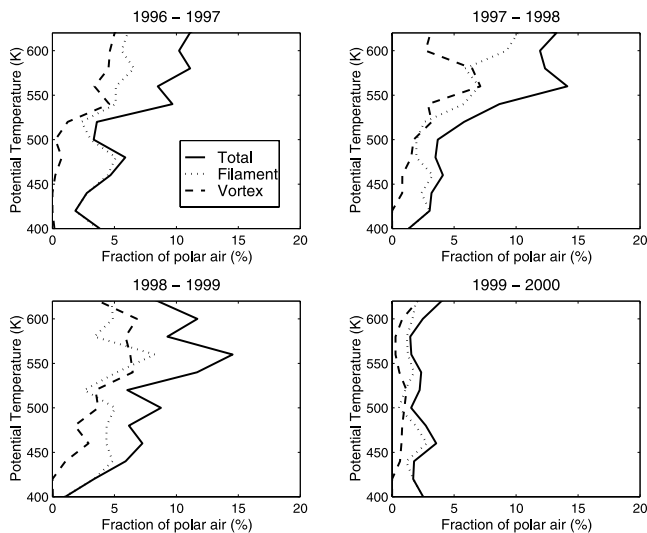 1996 – 1997
600
550
500
450
400
0
5
10
15
20
Potential Temperature (K)
Fraction of polar air (%)
Total
Filament
Vortex
1997 – 1998
600
550
500
450
400
0
5
10
15
20
Potential Temperature (K)
Fraction of polar air (%)
1998 – 1999
600
550
500
450
400
0
5
10
15
20
Potential Temperature (K)
Fraction of polar air (%)
1999 – 2000
600
550
500
450
400
0
5
10
15
20
Potential Temperature (K)
Fraction of polar air (%)